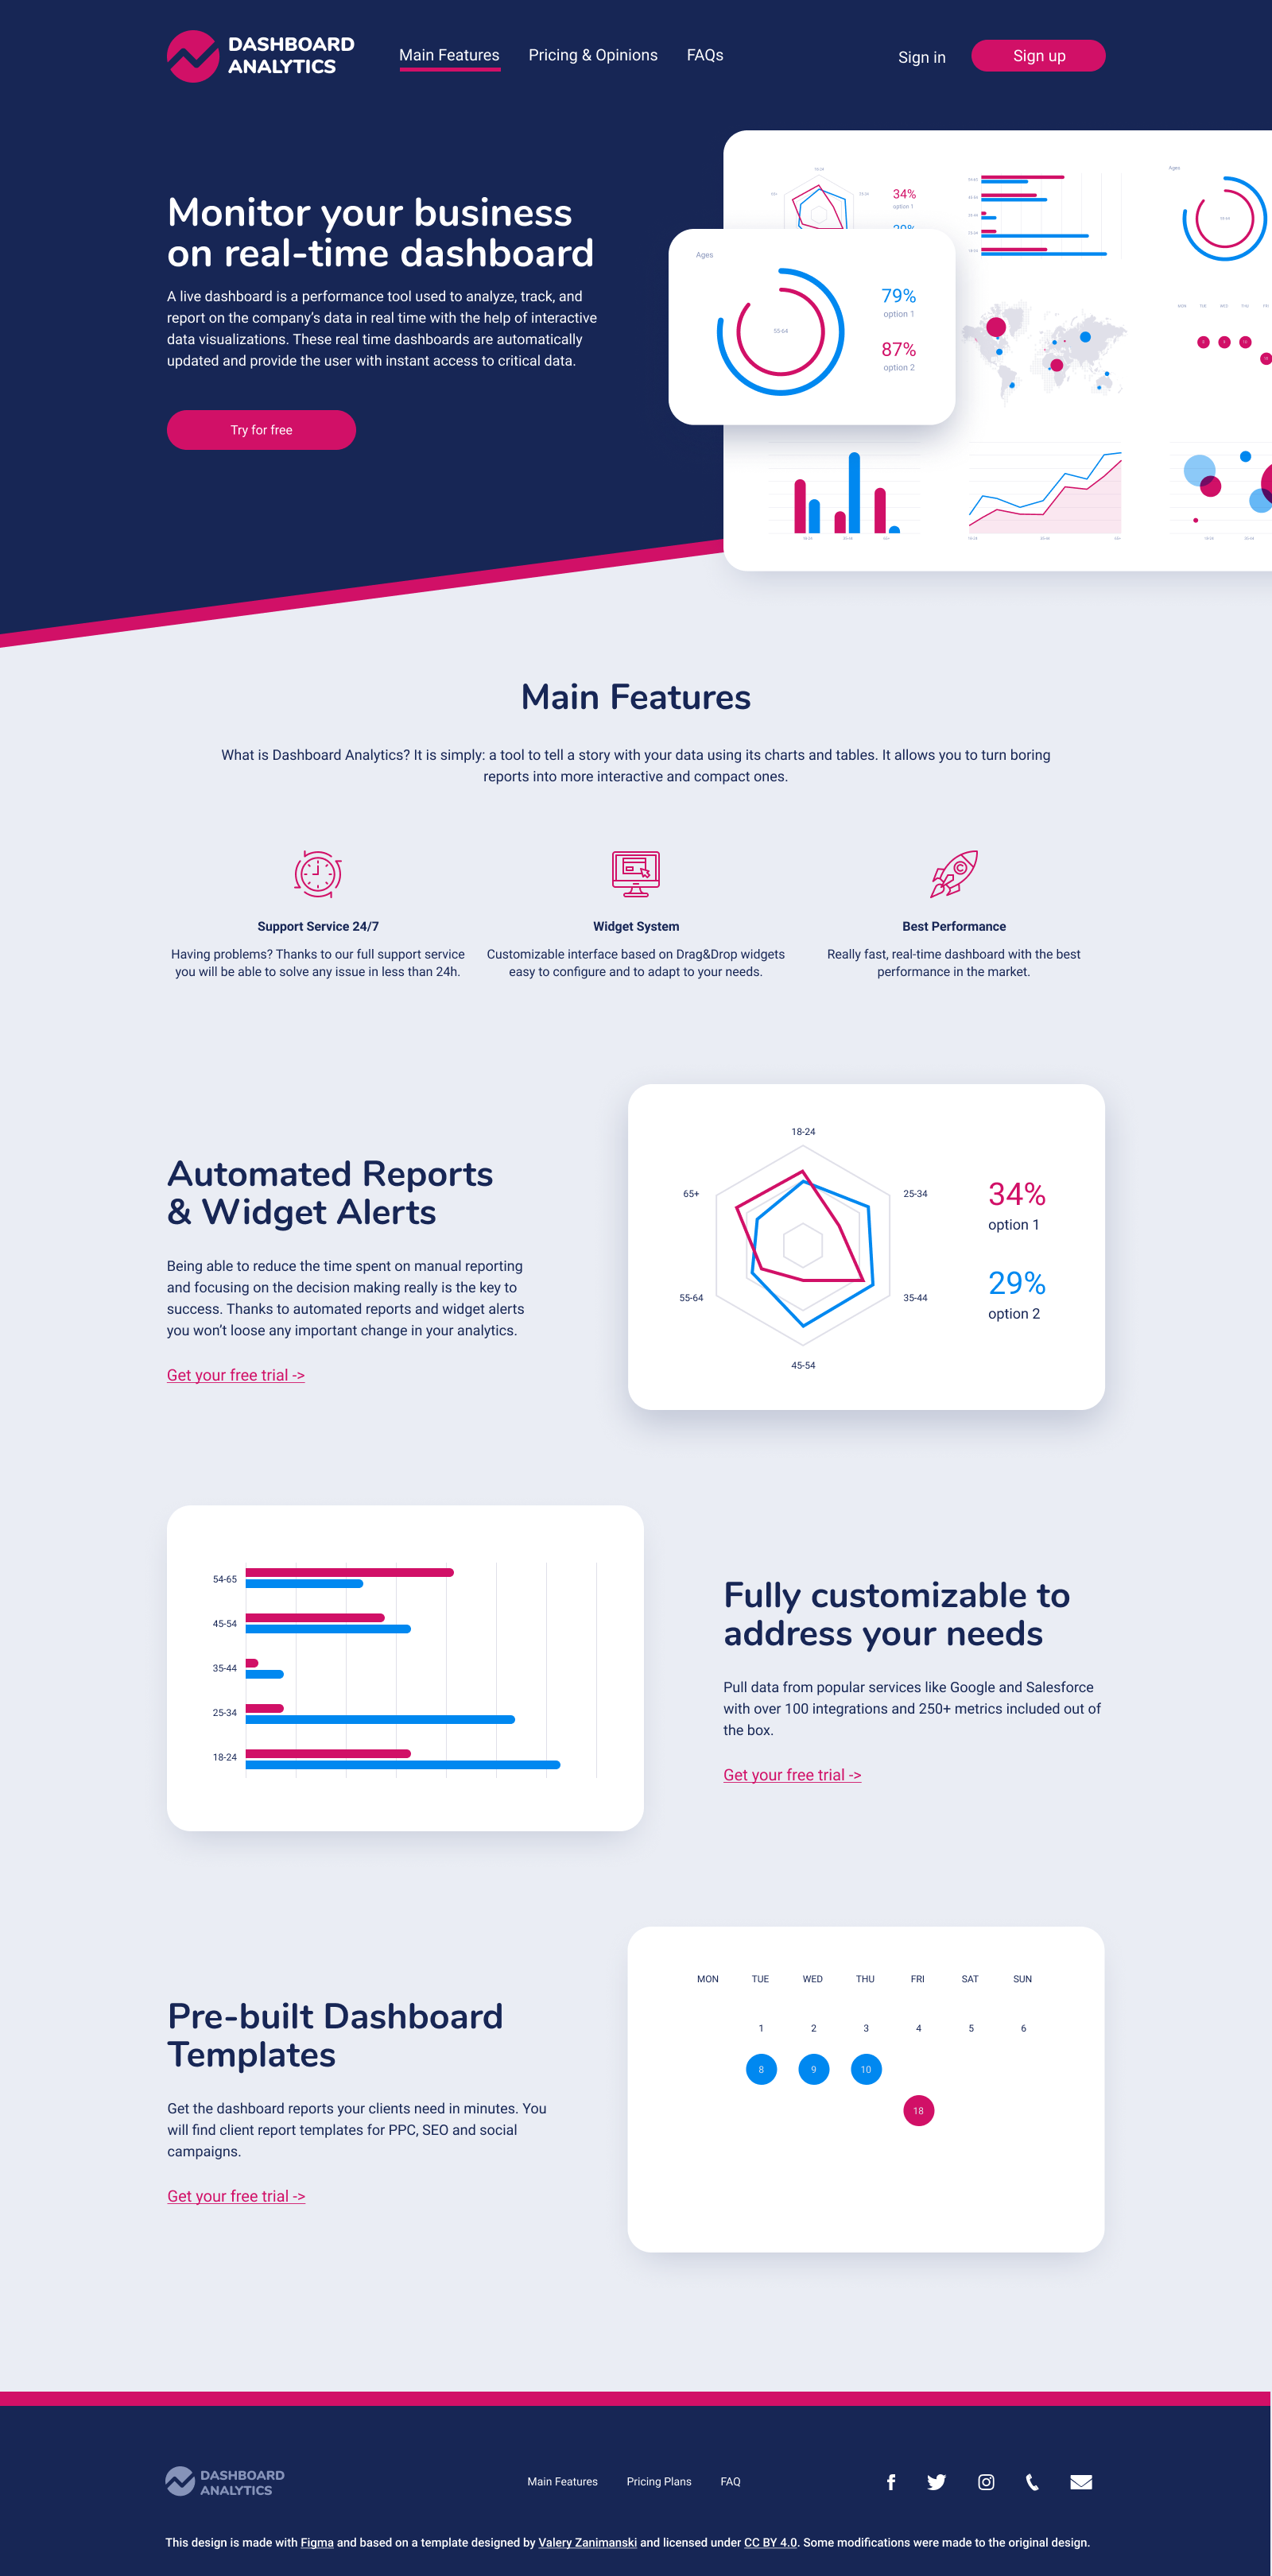 DASHBOARD
ANALYTICS
Main Features
Pricing & Opinions
FAQs
Sign in
Sign up
Monitor your business
on real-time dashboard
A live dashboard is a performance tool used to analyze, track, and
report on the company's data in real time with the help of interactive
data visualizations. These real time dashboards are automatically
updated and provide the user with instant access to critical data.
Try for free
34%
option 1
Ages
Ages
79%
option 1
55-64
87%
option 2
MON TUE WED THU FRI
Main Features
What is Dashboard Analytics? It is simply: a tool to tell a story with your data using its charts and tables. It allows you to turn boring
reports into more interactive and compact ones.
Support Service 24/7
Having problems? Thanks to our full support service
you will be able to solve any issue in less than 24h.
Widget System
Customizable interface based on Drag&Drop widgets
easy to configure and to adapt to your needs.
Best Performance
Really fast, real-time dashboard with the best
performance in the market.
Automated Reports
& Widget Alerts
Being able to reduce the time spent on manual reporting
and focusing on the decision making really is the key to
success. Thanks to automated reports and widget alerts
you won't loose any important change in your analytics.
Get your free trial ->
18-24
65+
25-34
55-64
35-44
45-54
34%
option 1
29%
option 2
54-65
45-54
35-44
25-34
18-24
Fully customizable to
address your needs
Pull data from popular services like Google and Salesforce
with over 100 integrations and 250+ metrics included out of
the box.
Get your free trial ->
Pre-built Dashboard
Templates
Get the dashboard reports your clients need in minutes. You
will find client report templates for PPC, SEO and social
campaigns.
Get your free trial ->
MON TUE WED THU FRI SAT SUN
1 2 3 4 5 6
8 9 10
18
DASHBOARD
ANALYTICS
Main Features
Pricing Plans
FAQ
This design is made with Figma and based on a template designed by Valery Zanimanski and licensed under CC BY 4.0. Some modifications were made to the original design.